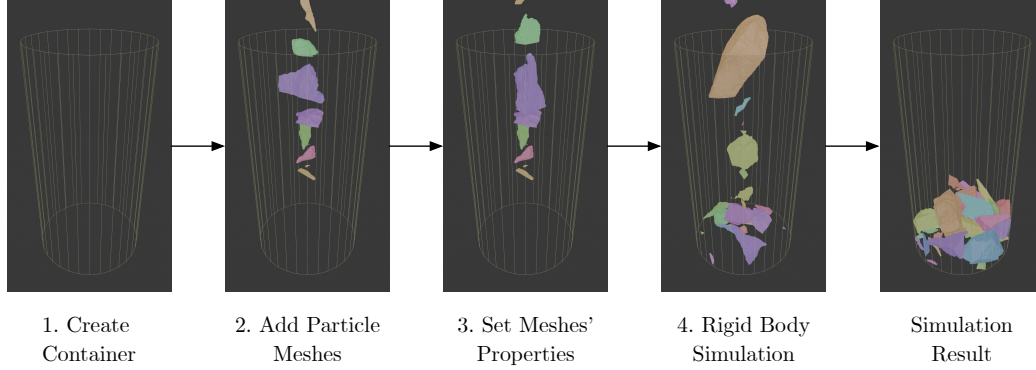 1. Create
Container
2. Add Particle
Meshes
3. Set Meshes’
Properties
4. Rigid Body
Simulation
Simulation
Result